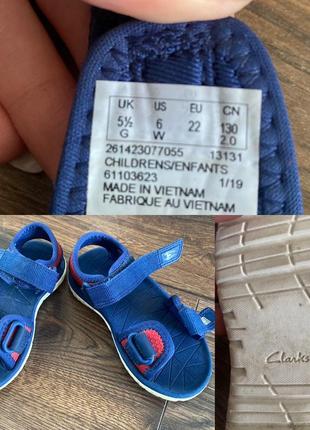 UK US EU CN
5½ 6 22 130
G W 2.0
261423077055 13131
CHILDRENS/ENFANTS
61103623 1/19
MADE IN VIETNAM
FABRIQUE AU VIETNAM
Clarks